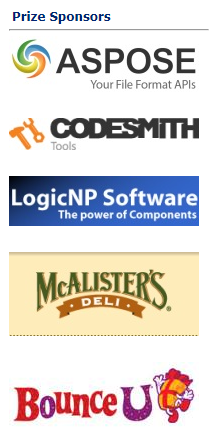 Prize Sponsors
ASPOSE
Your File Format APIs
CODESMITH
Tools
LogicNP Software
The power of Components
McALISTER'S
DELI
Bounce U